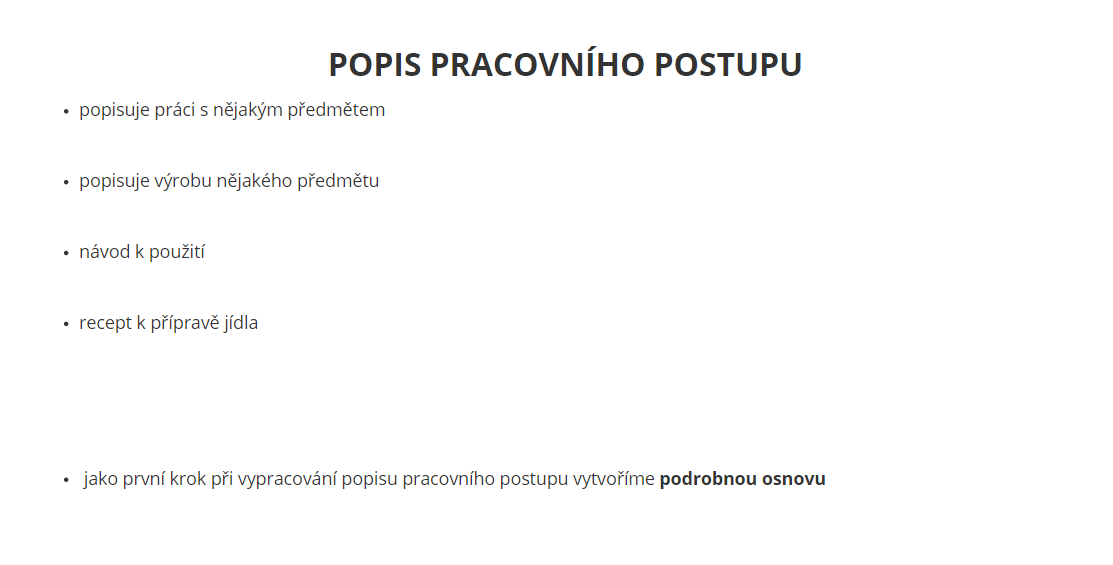 POPIS PRACOVNÍHO POSTUPU
• popisuje práci s nějakým předmětem
• popisuje výrobu nějakého předmětu
• návod k použití
• recept k přípravě jídla
• jako první krok při vypracování popisu pracovního postupu vytvoříme podrobnou osnovu